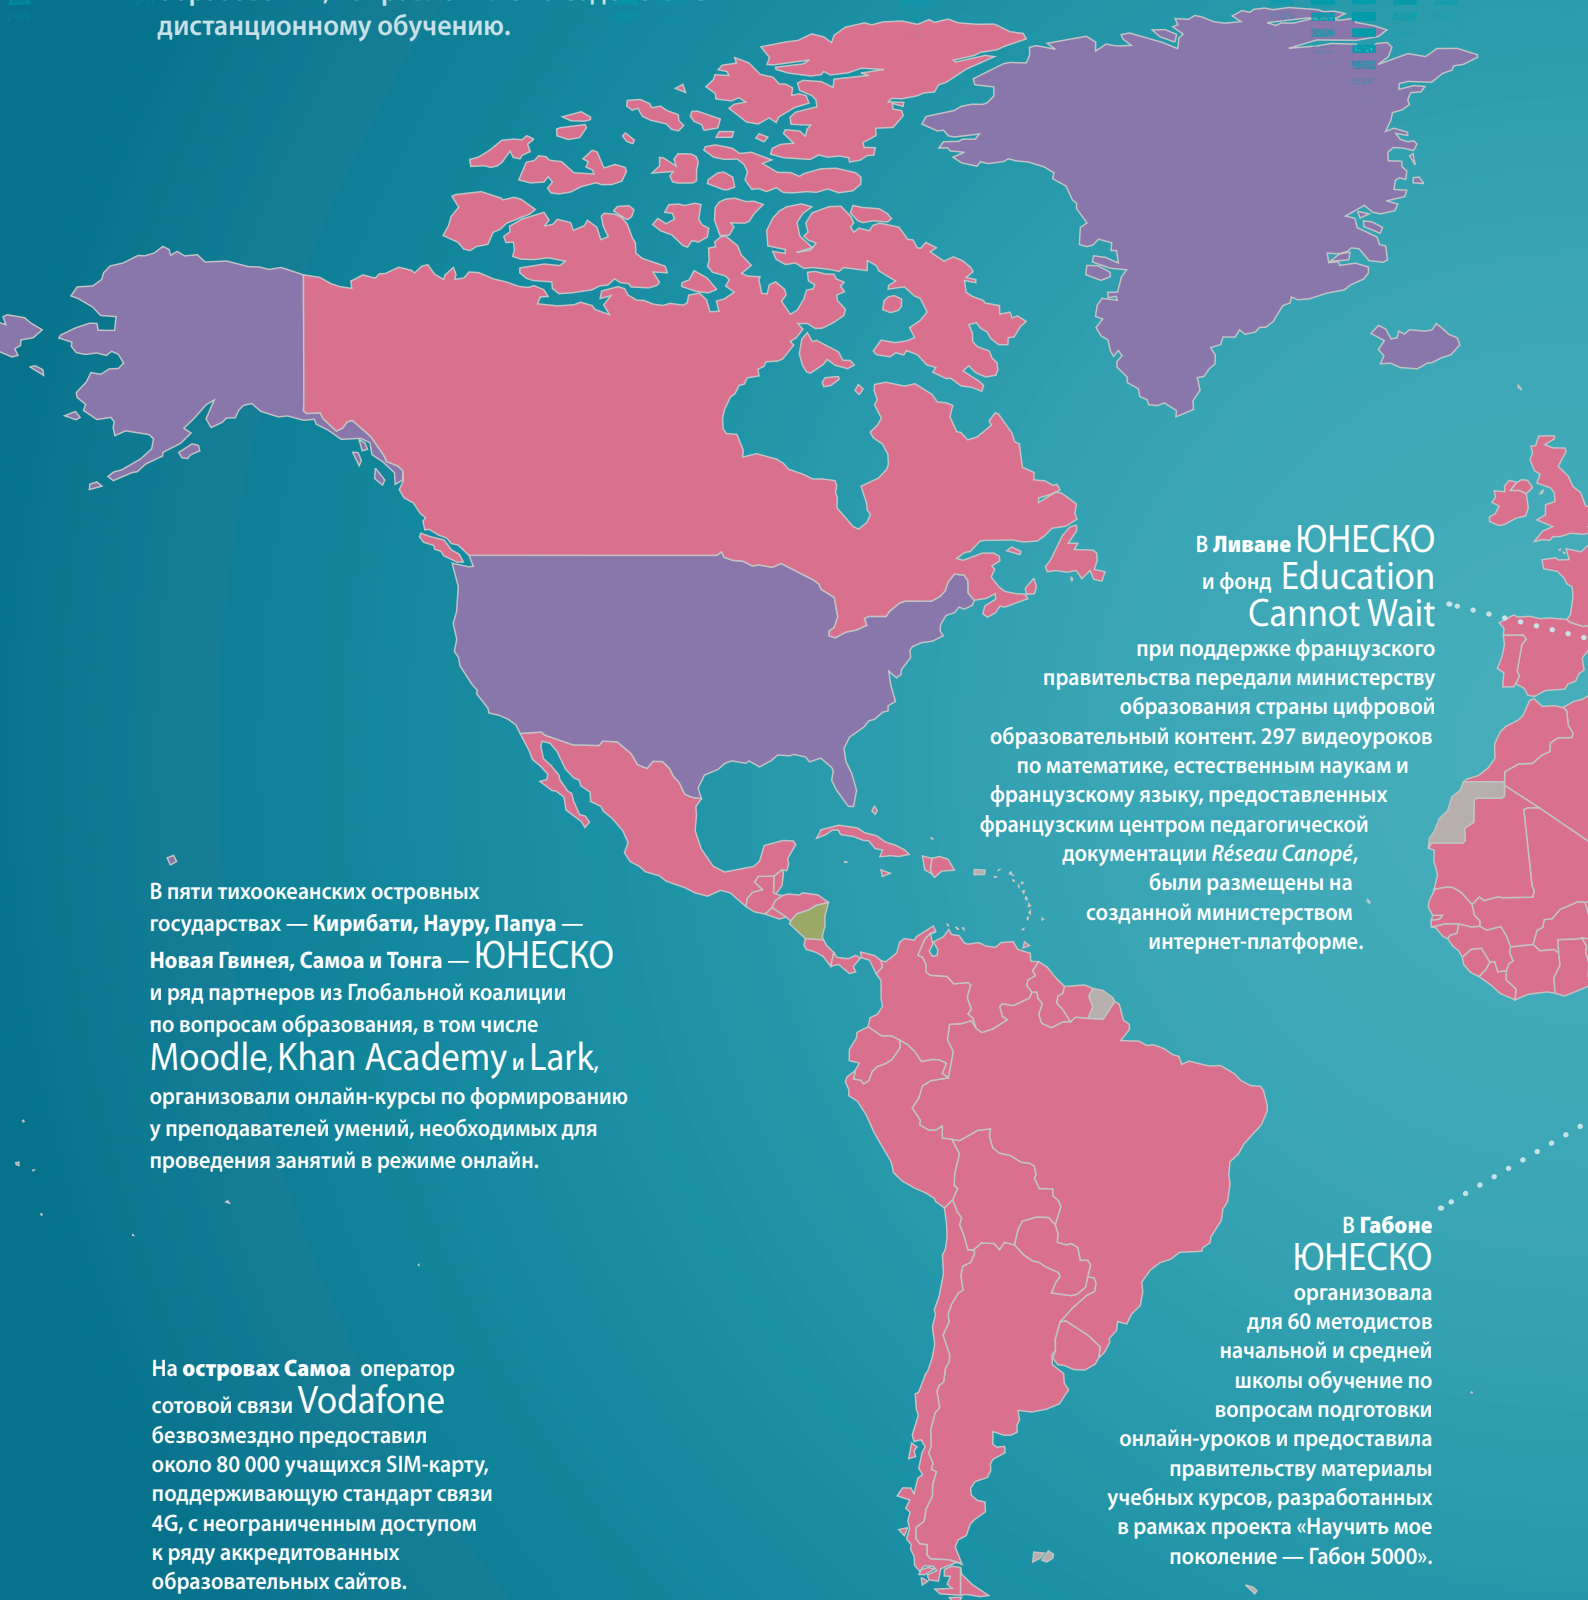 дистанционному обучению.
В Ливане ЮНЕСКО
и фонд Education
Cannot Wait
при поддержке французского
правительства передали министерству
образования страны цифровой
образовательный контент. 297 видеоуроков
по математике, естественным наукам и
французскому языку, предоставленных
французским центром педагогической
документации Réseau Canopé,
были размещены на
созданной министерством
интернет-платформе.
В пяти тихоокеанских островных
государствах — Кирибати, Науру, Папуа —
Новая Гвинея, Самоа и Тонга — ЮНЕСКО
и ряд партнеров из Глобальной коалиции
по вопросам образования, в том числе
Moodle, Khan Academy и Lark,
организовали онлайн-курсы по формированию
у преподавателей умений, необходимых для
проведения занятий в режиме онлайн.
В Габоне
ЮНЕСКО
организовала
для 60 методистов
начальной и средней
школы обучение по
вопросам подготовки
онлайн-уроков и предоставила
правительству материалы
учебных курсов, разработанных
в рамках проекта «Научить мое
поколение — Габон 5000».
На островах Самоа оператор
сотовой связи Vodafone
безвозмездно предоставил
около 80 000 учащихся SIM-карту,
поддерживающую стандарт связи
4G, с неограниченным доступом
к ряду аккредитованных
образовательных сайтов.